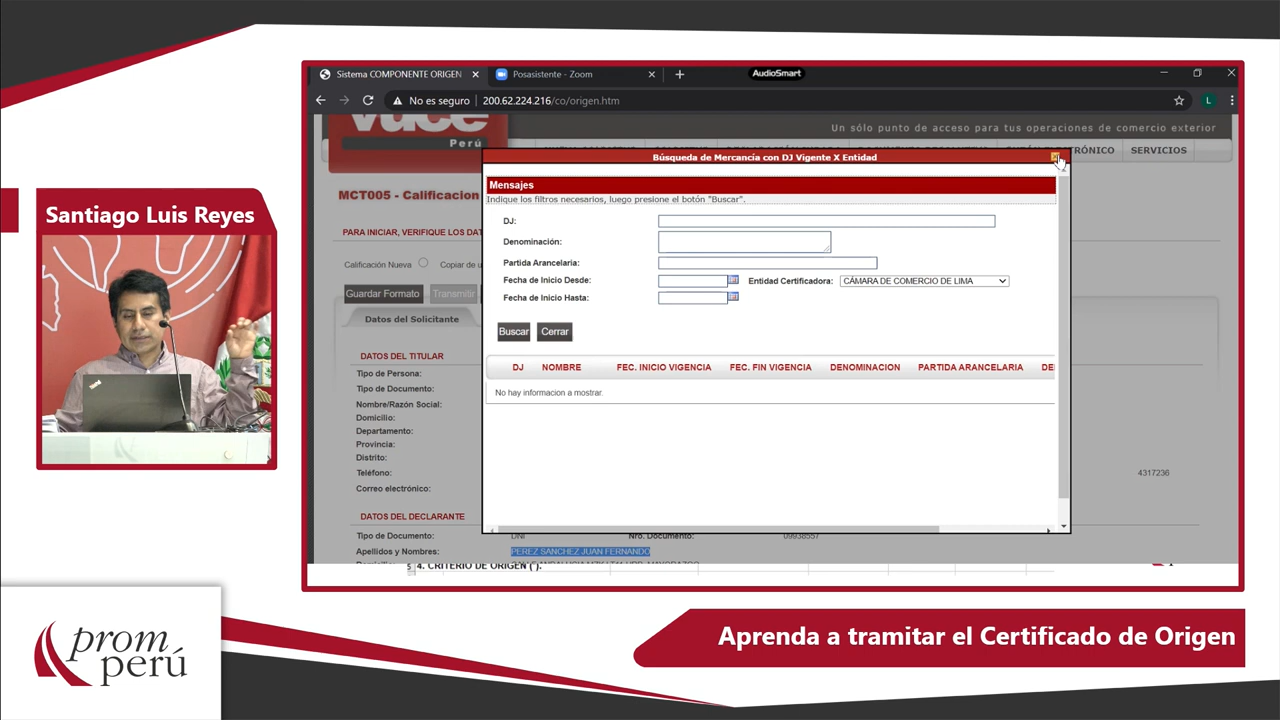 Santiago Luis Reyes
Sistema COMPONENTE ORIGEN
Posasistente - Zoom
AudioSmart
No es seguro | 200.62.224.216/co/origen.htm
L
vuce
Perú
Un sólo punto de acceso para tus operaciones de comercio exterior
SERVICIOS
MCT005 - Calificacion
PARA INICIAR, VERIFIQUE LOS DAT
Calificación Nueva
Copiar de u
Guardar Formato
Transmitir
Datos del Solicitante
DATOS DEL TITULAR
Tipo de Persona:
Tipo de Documento:
Nombre/Razón Social:
Domicilio:
Departamento:
Provincia:
Distrito:
Teléfono:
4317236
Correo electrónico:
DATOS DEL DECLARANTE
Tipo de Documento:
DNI
Nro. Documento:
09938557
Apellidos y Nombres:
PEREZ SANCHEZ JUAN FERNANDO
4. CRITERIO DE ORIGEN (*).
Búsqueda de Mercancía con DJ Vigente X Entidad
Mensajes
Indique los filtros necesarios, luego presione el botón "Buscar".
DJ:
Denominación:
Partida Arancelaria:
Fecha de Inicio Desde:
Entidad Certificadora:
CÁMARA DE COMERCIO DE LIMA
Fecha de Inicio Hasta:
Buscar
Cerrar
DJ NOMBRE FEC. INICIO VIGENCIA FEC. FIN VIGENCIA DENOMINACION PARTIDA ARANCELARIA DE
No hay informacion a mostrar.
prom
perú
Aprenda a tramitar el Certificado de Origen